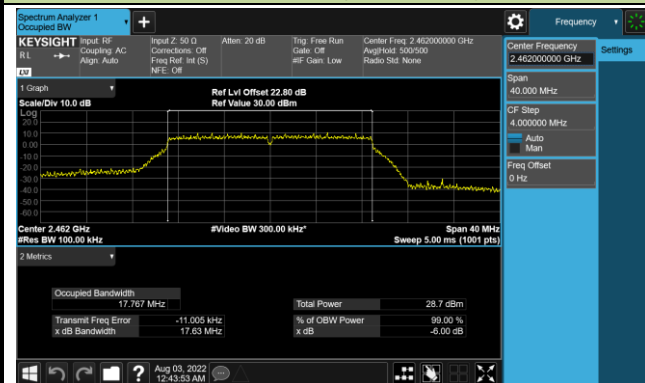 Spectrum Analyzer 1
Occupied BW
Frequency
KEYSIGHT
Input: RF
Coupling: AC
Align: Auto
Input Z: 50 Ω
Corrections: Off
Freq Ref: Int (S)
NFE: Off
Atten: 20 dB
Trig: Free Run
Gate: Off
#IF Gain: Low
Center Freq: 2.462000000 GHz
Avg|Hold: 500/500
Radio Std: None
RL
LXI
1 Graph
Scale/Div 10.0 dB
Ref Lvl Offset 22.80 dB
Ref Value 30.00 dBm
Log
20.0
10.0
0.00
-10.0
-20.0
-30.0
-40.0
-50.0
-60.0
Center 2.462 GHz
#Res BW 100.00 kHz
#Video BW 300.00 kHz*
Span 40 MHz
Sweep 5.00 ms (1001 pts)
2 Metrics
Occupied Bandwidth
17.767 MHz
Total Power 28.7 dBm
Transmit Freq Error -11.005 kHz
% of OBW Power 99.00 %
x dB Bandwidth 17.63 MHz
x dB -6.00 dB
Aug 03, 2022
12:43:53 AM
?
Center Frequency
2.462000000 GHz
Settings
Span
40.000 MHz
CF Step
4.000000 MHz
Auto
Man
Freq Offset
0 Hz